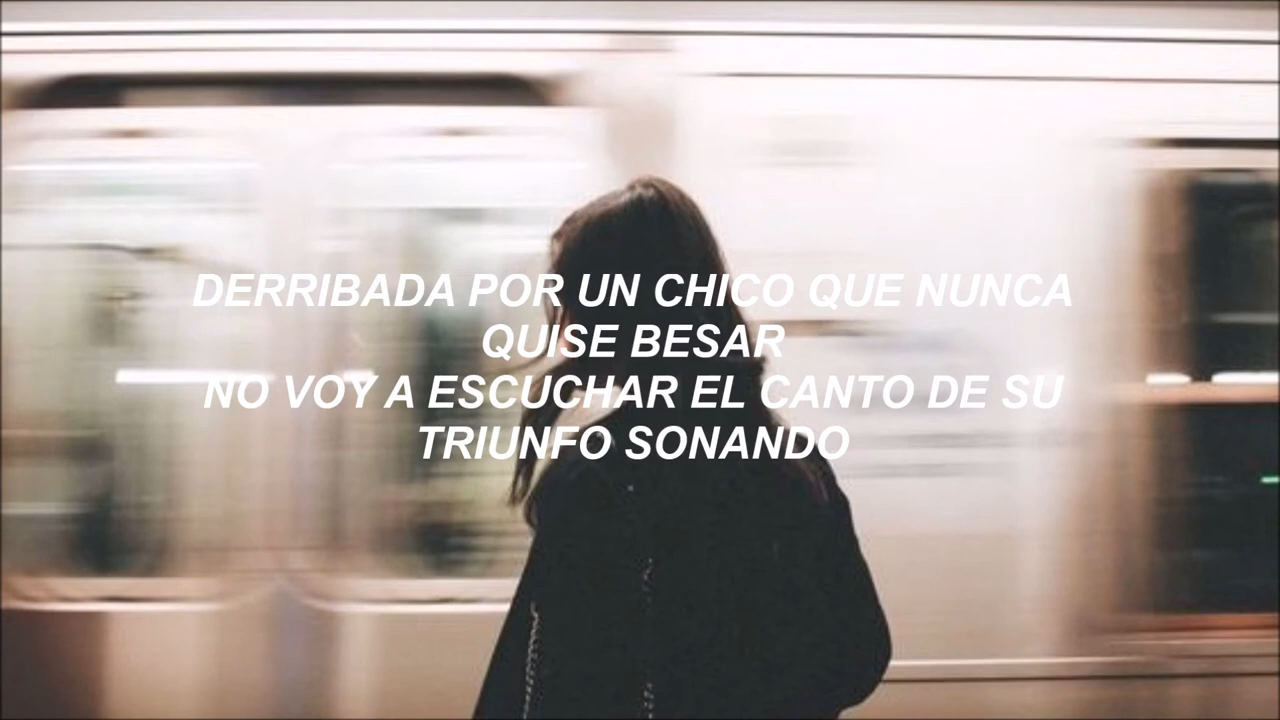 DERRIBADA POR UN CHICO QUE NUNCA
QUISE BESAR
NO VOY A ESCUCHAR EL CANTO DE SU
TRIUNFO SONANDO